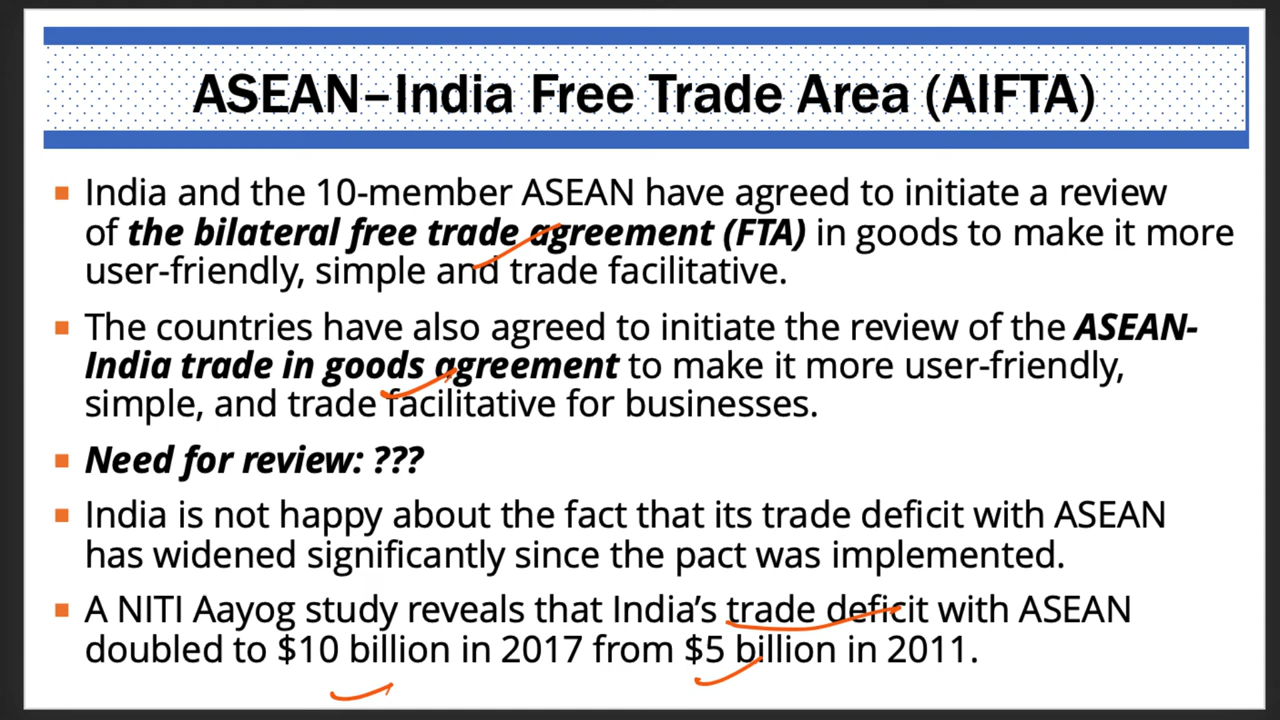 ASEAN–India Free Trade Area (AIFTA)
▪ India and the 10-member ASEAN have agreed to initiate a review
of the bilateral free trade agreement (FTA) in goods to make it more
user-friendly, simple and trade facilitative.
▪ The countries have also agreed to initiate the review of the ASEAN-
India trade in goods agreement to make it more user-friendly,
simple, and trade facilitative for businesses.
▪ Need for review: ???
▪ India is not happy about the fact that its trade deficit with ASEAN
has widened significantly since the pact was implemented.
▪ A NITI Aayog study reveals that India’s trade deficit with ASEAN
doubled to $10 billion in 2017 from $5 billion in 2011.